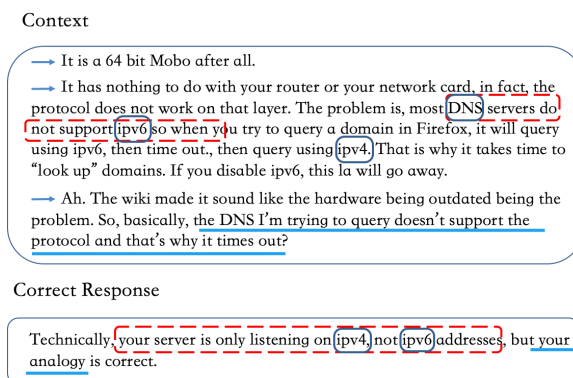 Context
It is a 64 bit Mobo after all.
It has nothing to do with your router or your network card, in fact, the
protocol does not work on that layer. The problem is, most DNS servers do
not support ipv6 so when you try to query a domain in Firefox, it will query
using ipv6, then time out., then query using ipv4. That is why it takes time to
“look up” domains. If you disable ipv6, this la will go away.
Ah. The wiki made it sound like the hardware being outdated being the
problem. So, basically, the DNS I’m trying to query doesn’t support the
protocol and that’s why it times out?
Correct Response
Technically, your server is only listening on ipv4, not ipv6 addresses, but your
analogy is correct.